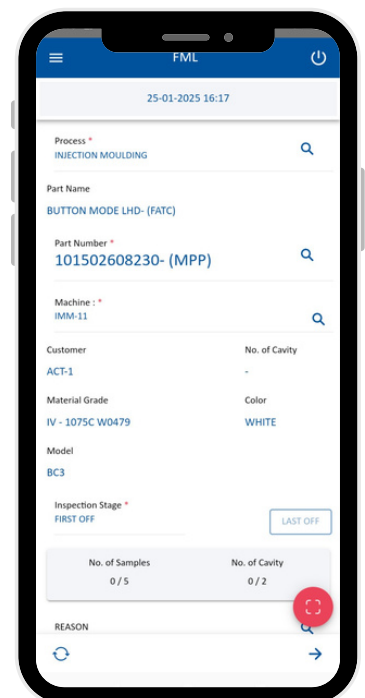 FML
25-01-2025 16:17
Process *
INJECTION MOULDING
Part Name
BUTTON MODE LHD- (FATC)
Part Number *
101502608230- (MPP)
Machine : *
IMM-11
Customer No. of Cavity
ACT-1 -
Material Grade Color
IV - 1075C W0479 WHITE
Model
BC3
Inspection Stage *
FIRST OFF LAST OFF
No. of Samples No. of Cavity
0 / 5 0 / 2
REASON